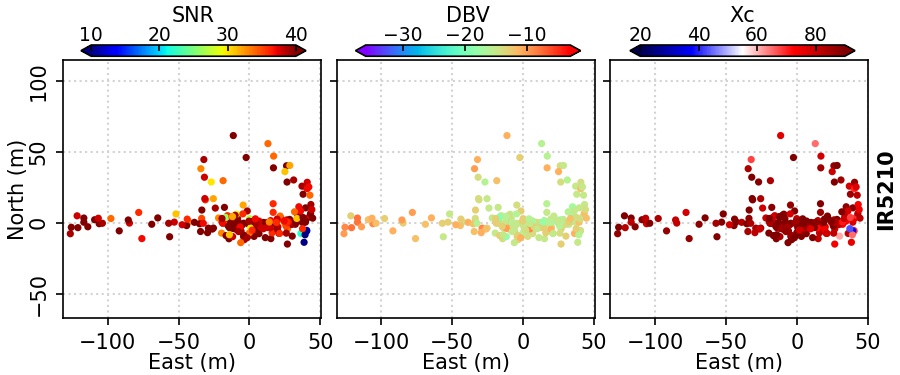 SNR DBV Xc
10 20 30 40 −30 −20 −10 20 40 60 80
100
50
0
−50
North (m)
IR5210
−100 −50 0 50 −100 −50 0 50 −100 −50 0 50
East (m) East (m) East (m)